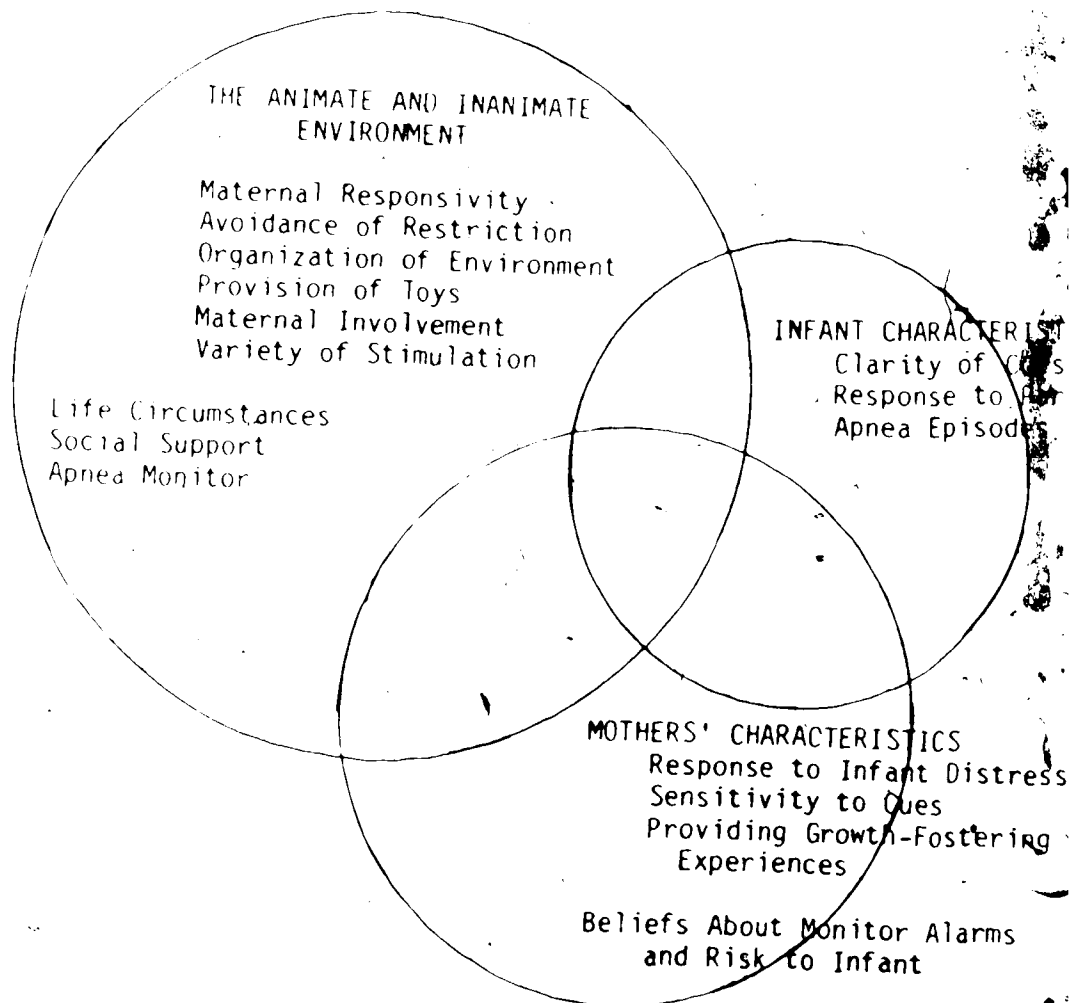 THE ANIMATE AND INANIMATE
ENVIRONMENT
Maternal Responsivity
Avoidance of Restriction
Organization of Environment
Provision of Toys
Maternal Involvement
Variety of Stimulation
Life Circumstances
Social Support
Apnea Monitor
INFANT CHARACTERIST
Clarity of
Response to
Apnea Episodes
MOTHERS' CHARACTERISTICS
Response to Infant Distress
Sensitivity to Cues
Providing Growth-Fostering
Experiences
Beliefs About Monitor Alarms
and Risk to Infant